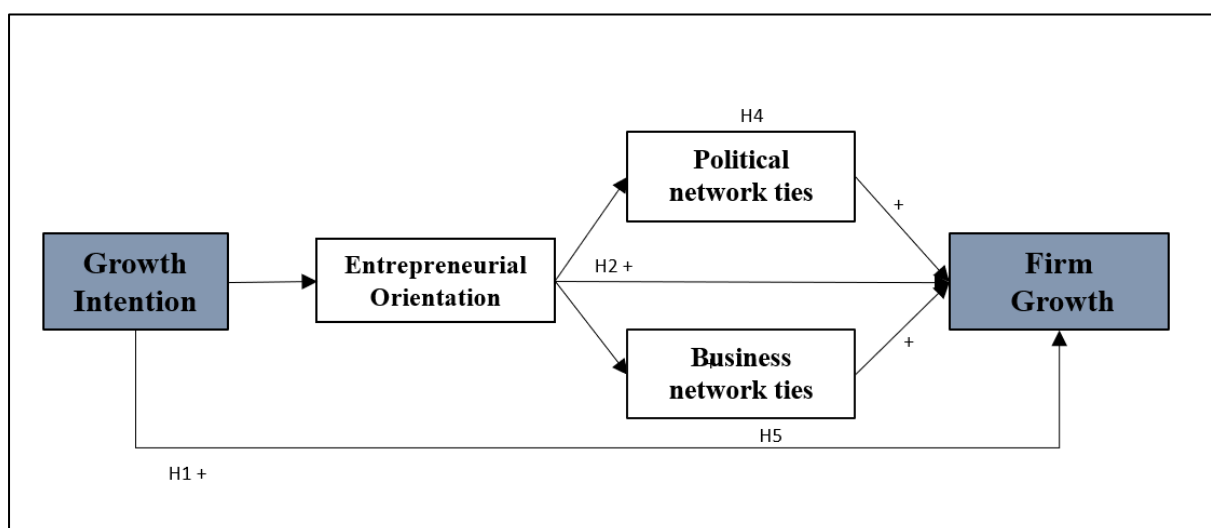 H4
Political
network ties
+
Growth
Intention
Entrepreneurial
Orientation
H2 +
Firm
Growth
Business
network ties
+
+
H5
H1 +